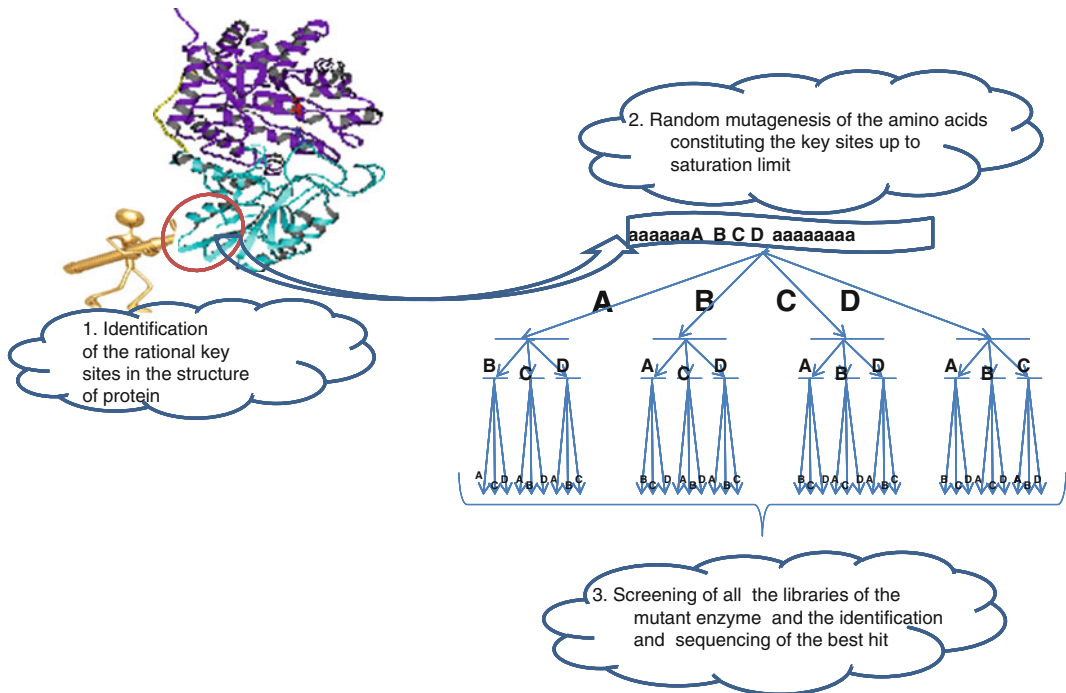 2. Random mutagenesis of the amino acids
constituting the key sites up to
saturation limit
aaaaaaA B C D aaaaaaaa
A B C D
1. Identification
of the rational key
sites in the structure
of protein
B C D A C D A B D A B C
A C D A B D A B C B C D A B D A B C B C D A C D A B C B C D A C D A B D
3. Screening of all the libraries of the
mutant enzyme and the identification
and sequencing of the best hit